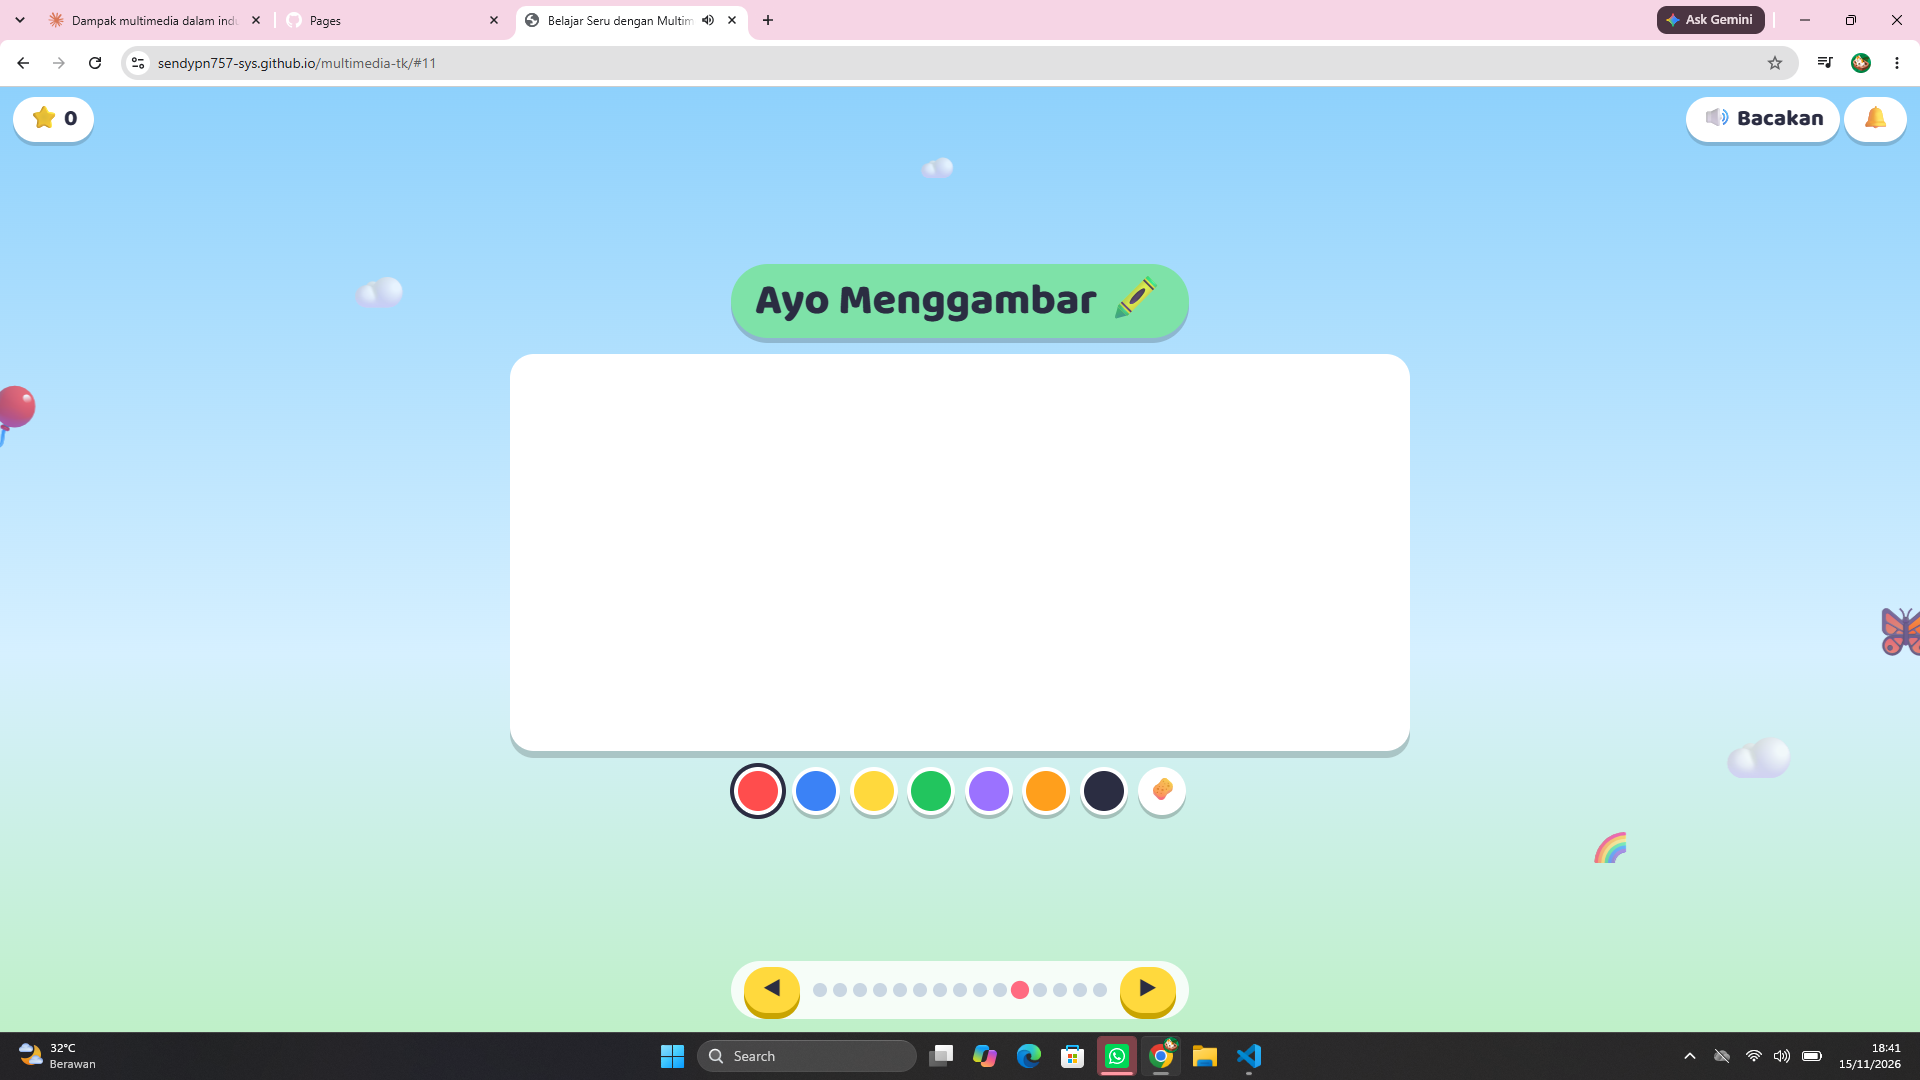 Dampak multimedia dalam indu
Pages
Belajar Seru dengan Multim
Ask Gemini
sendypn757-sys.github.io/multimedia-tk/#11
0
Bacakan
Ayo Menggambar
32°C
Berawan
Search
18:41
15/11/2026